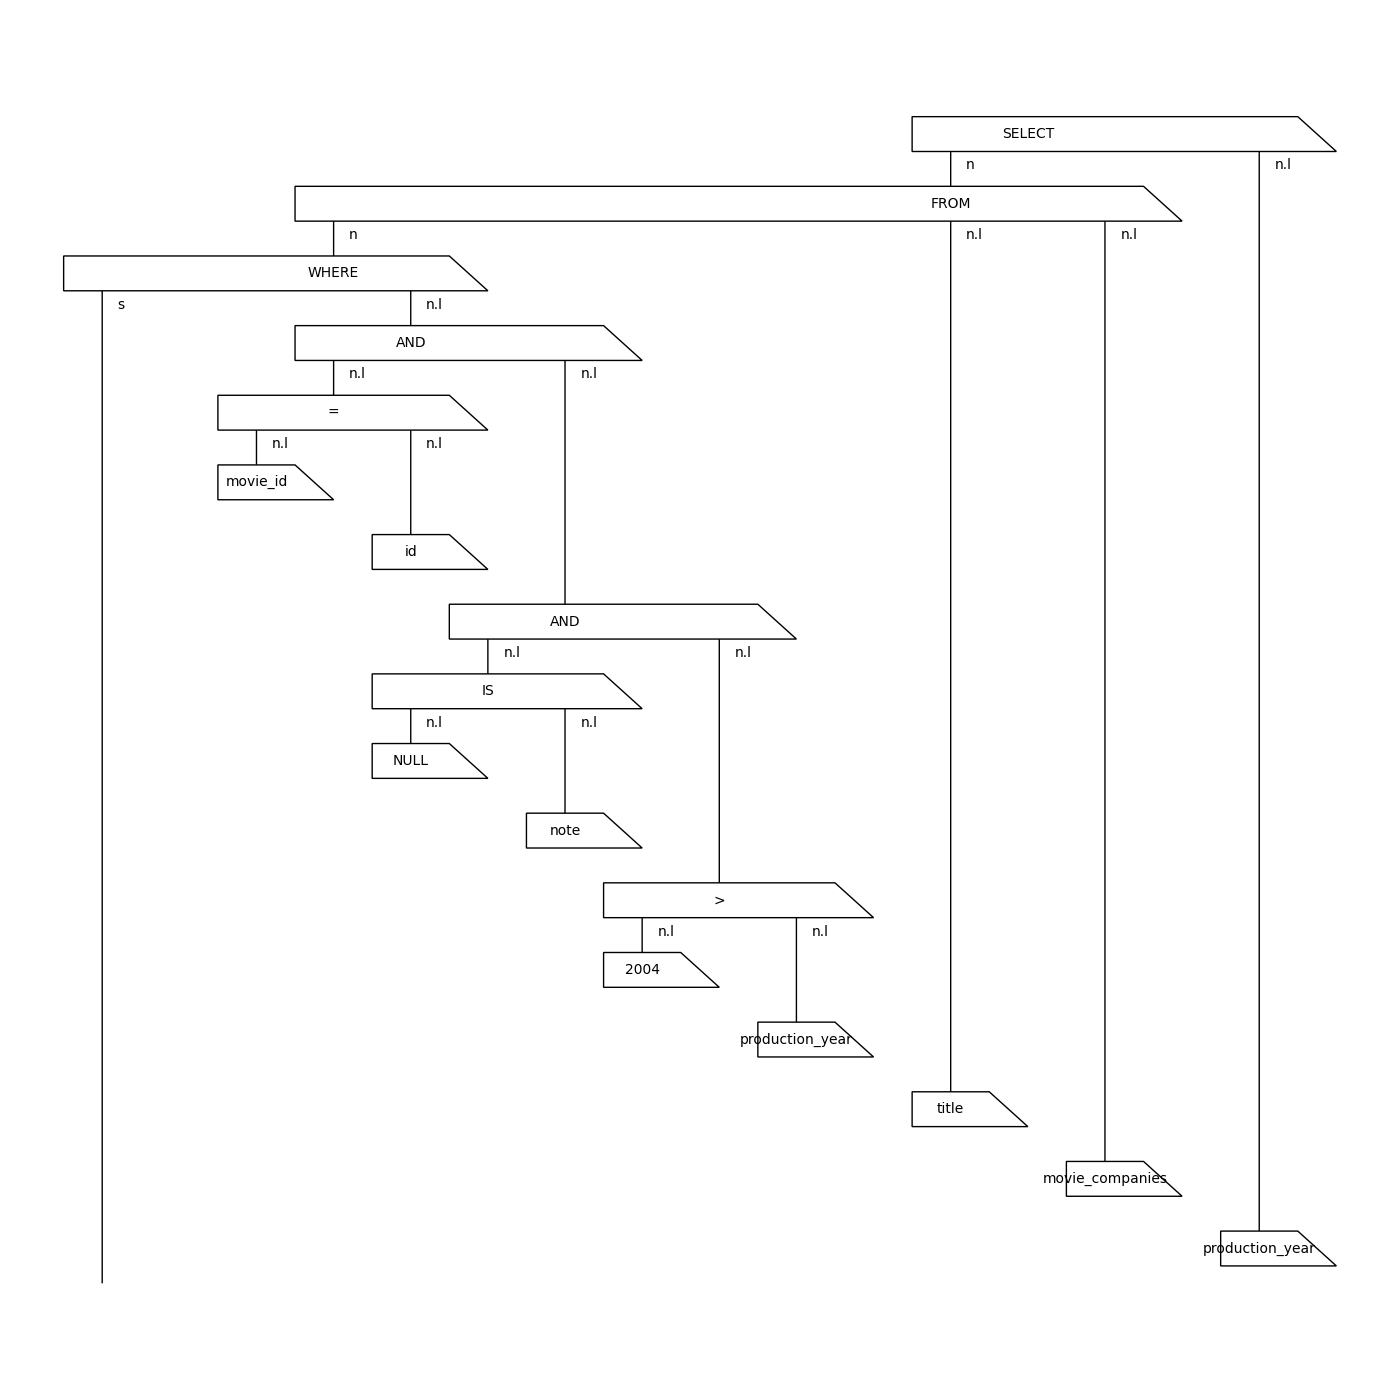 SELECT
n n.l
FROM
n n.l n.l
WHERE
s n.l
AND
n.l n.l
=
n.l n.l
movie_id
id
AND
n.l n.l
IS
n.l n.l
NULL
note
>
n.l n.l
2004
production_year
title
movie_companies
production_year